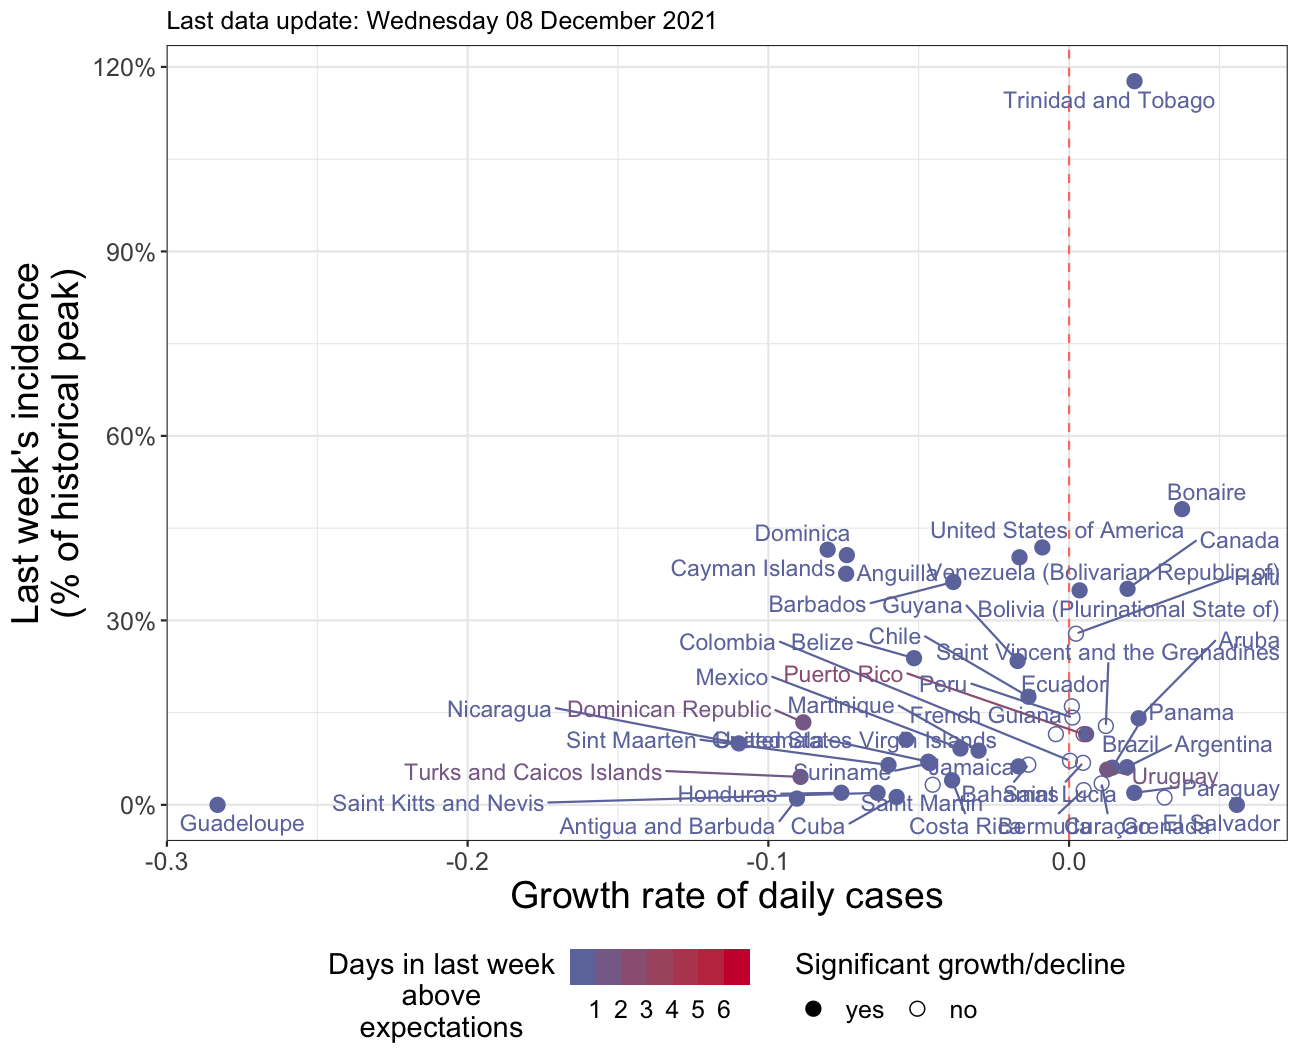 Last data update: Wednesday 08 December 2021
120%
90%
60%
30%
0%
Last week's incidence
(% of historical peak)
Trinidad and Tobago
Bonaire
United States of America
Dominica
Canada
Cayman Islands
Anguilla
Venezuela (Bolivarian Republic of)
Haiti
Barbados
Guyana
Bolivia (Plurinational State of)
Colombia
Belize
Chile
Aruba
Saint Vincent and the Grenadines
Mexico
Puerto Rico
Peru
Ecuador
Nicaragua
Dominican Republic
Martinique
French Guiana
Panama
Sint Maarten
Guatemala
United States Virgin Islands
Brazil
Argentina
Turks and Caicos Islands
Suriname
Jamaica
Uruguay
Saint Kitts and Nevis
Honduras
Saint Martin
Bahamas
Saint Lucia
Paraguay
Guadeloupe
Antigua and Barbuda
Cuba
Costa Rica
Bermuda
Curaçao
Grenada
El Salvador
-0.3
-0.2
-0.1
0.0
Growth rate of daily cases
Days in last week
above
expectations
1 2 3 4 5 6
Significant growth/decline
yes
no